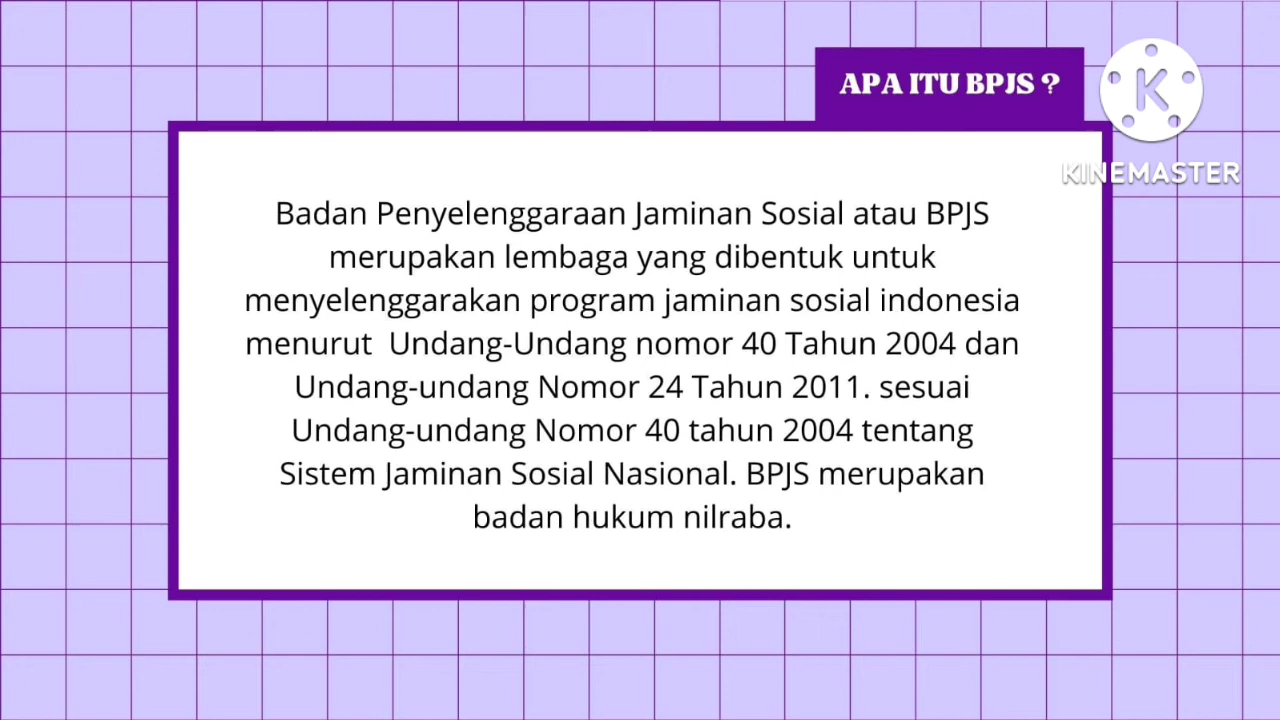 APA ITU BPJS ?
KINEMASTER
Badan Penyelenggaraan Jaminan Sosial atau BPJS
merupakan lembaga yang dibentuk untuk
menyelenggarakan program jaminan sosial indonesia
menurut  Undang-Undang nomor 40 Tahun 2004 dan
Undang-undang Nomor 24 Tahun 2011. sesuai
Undang-undang Nomor 40 tahun 2004 tentang
Sistem Jaminan Sosial Nasional. BPJS merupakan
badan hukum nilraba.